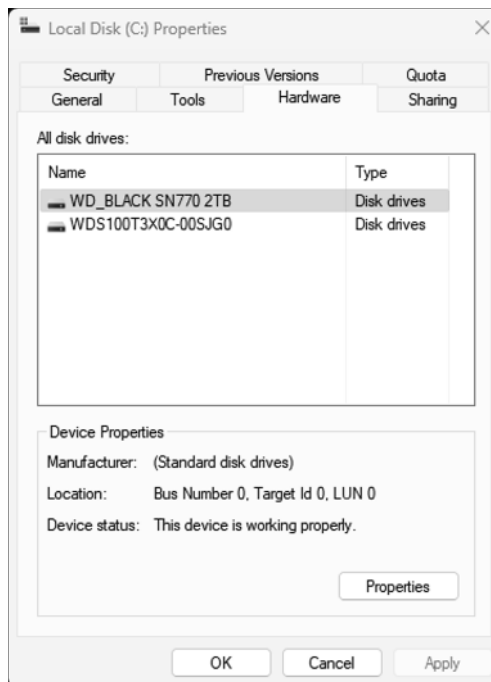 Local Disk (C:) Properties
Security Previous Versions Quota
General Tools Hardware Sharing
All disk drives:
Name Type
WD_BLACK SN770 2TB Disk drives
WDS100T3X0C-00SJG0 Disk drives
Device Properties
Manufacturer: (Standard disk drives)
Location: Bus Number 0, Target Id 0, LUN 0
Device status: This device is working properly.
Properties
OK Cancel Apply